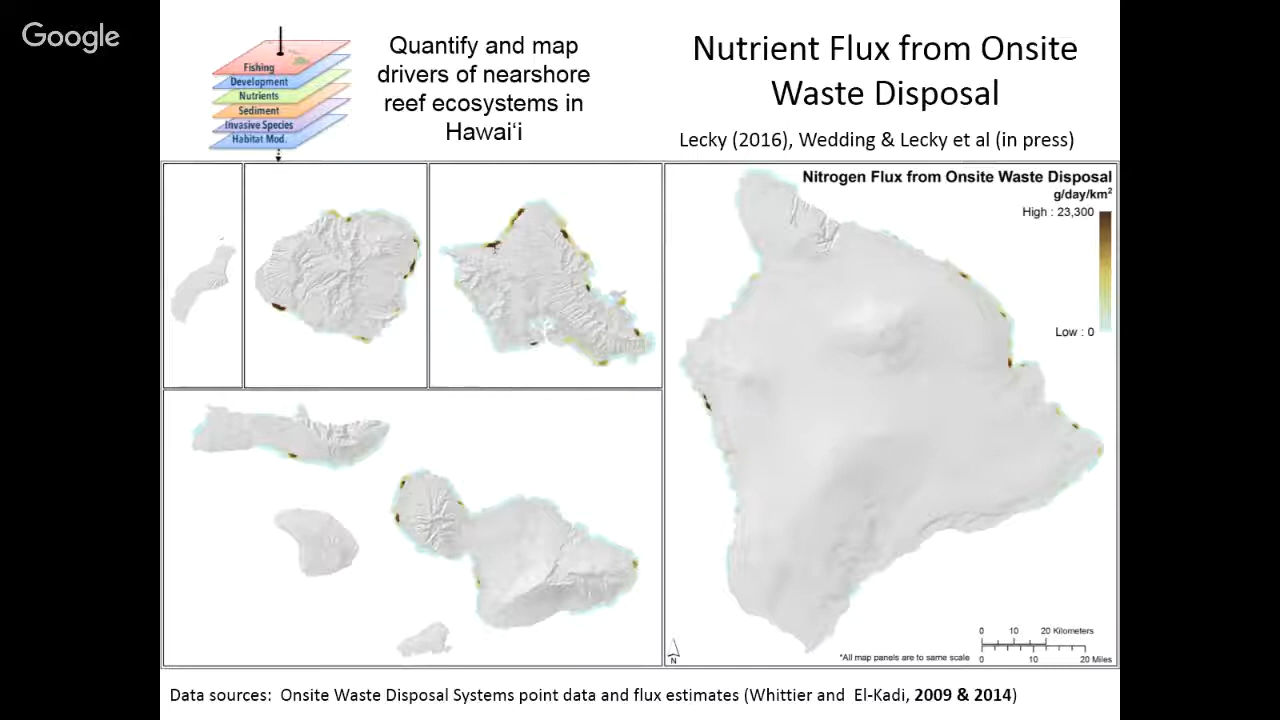 Google
Fishing
Development
Nutrients
Sediment
Invasive Species
Habitat Mod.
Quantify and map
drivers of nearshore
reef ecosystems in
Hawai‘i
Nutrient Flux from Onsite
Waste Disposal
Lecky (2016), Wedding & Lecky et al (in press)
Nitrogen Flux from Onsite Waste Disposal
g/day/km²
High : 23,300
Low : 0
0 10 20 Kilometers
0 10 20 Miles
N
*All map panels are to same scale
Data sources: Onsite Waste Disposal Systems point data and flux estimates (Whittier and El-Kadi, 2009 & 2014)